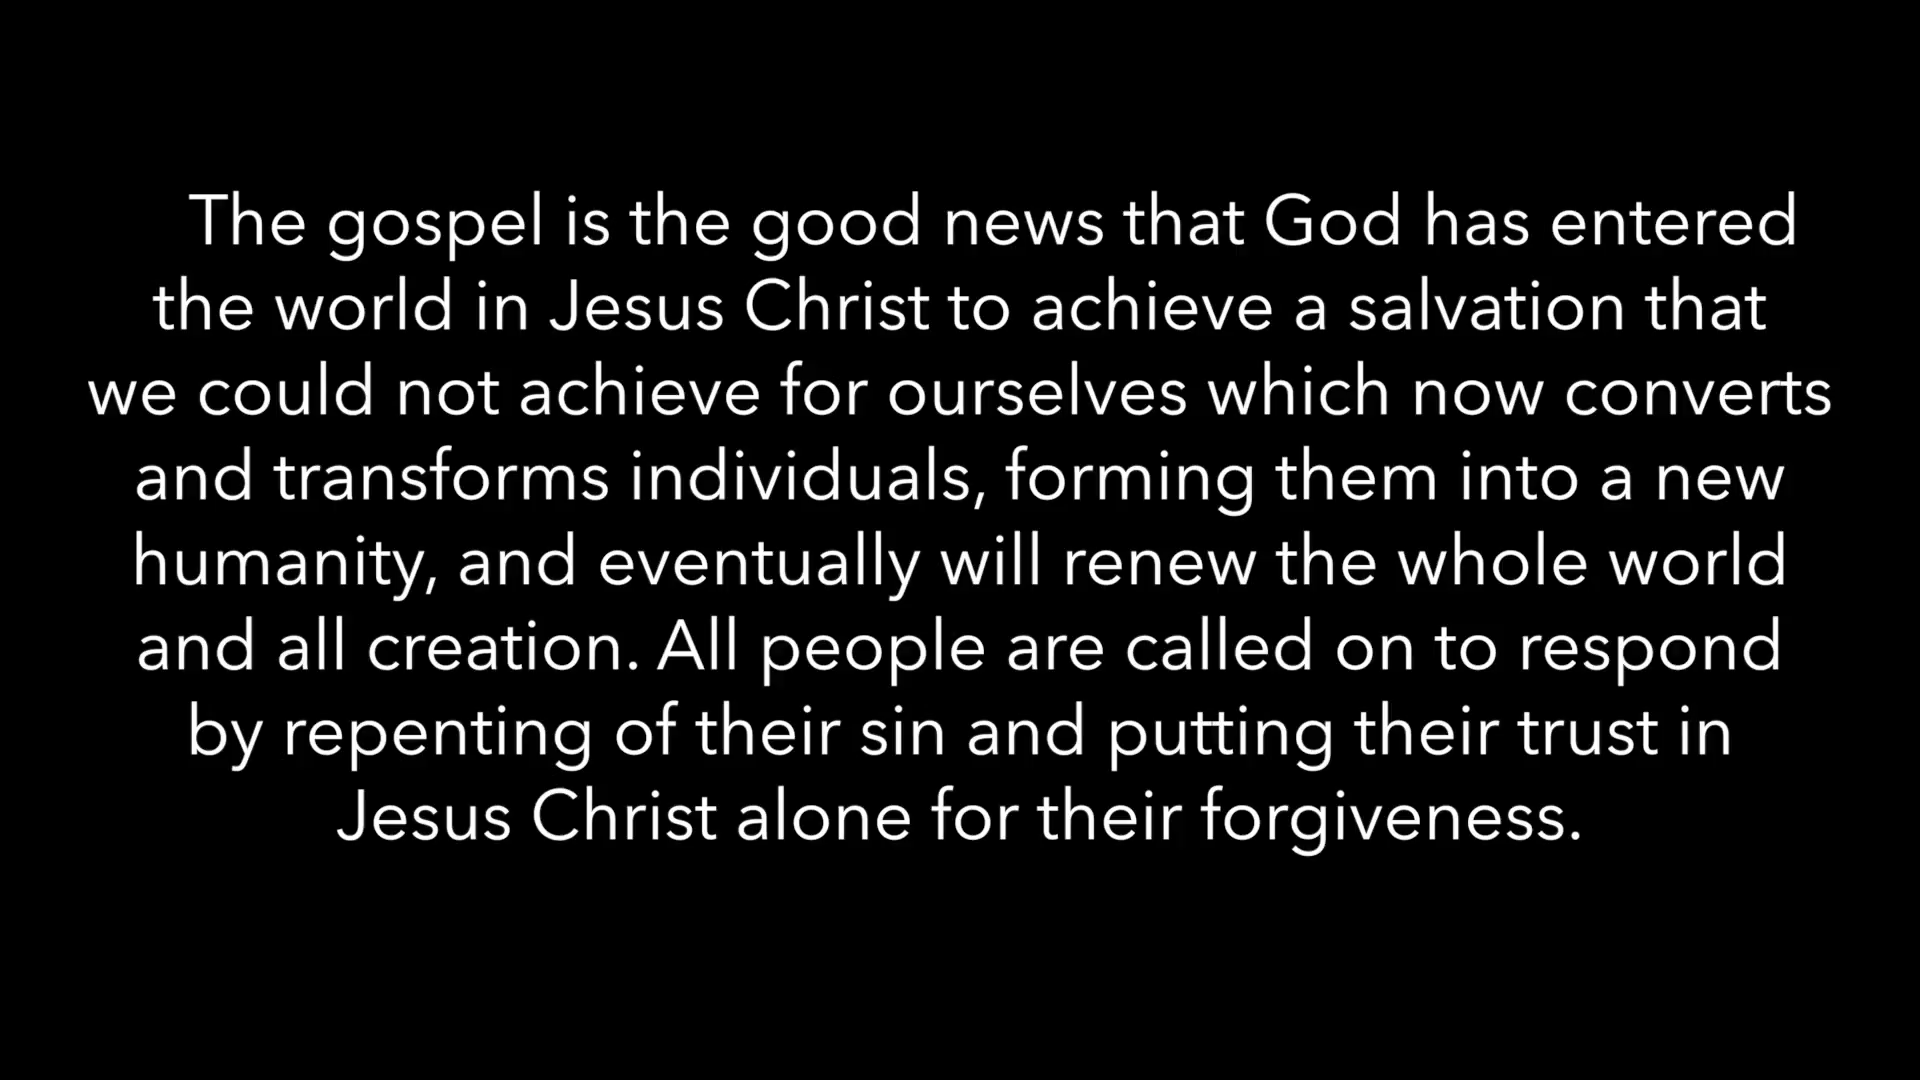 The gospel is the good news that God has entered
the world in Jesus Christ to achieve a salvation that
we could not achieve for ourselves which now converts
and transforms individuals, forming them into a new
humanity, and eventually will renew the whole world
and all creation. All people are called on to respond
by repenting of their sin and putting their trust in
Jesus Christ alone for their forgiveness.